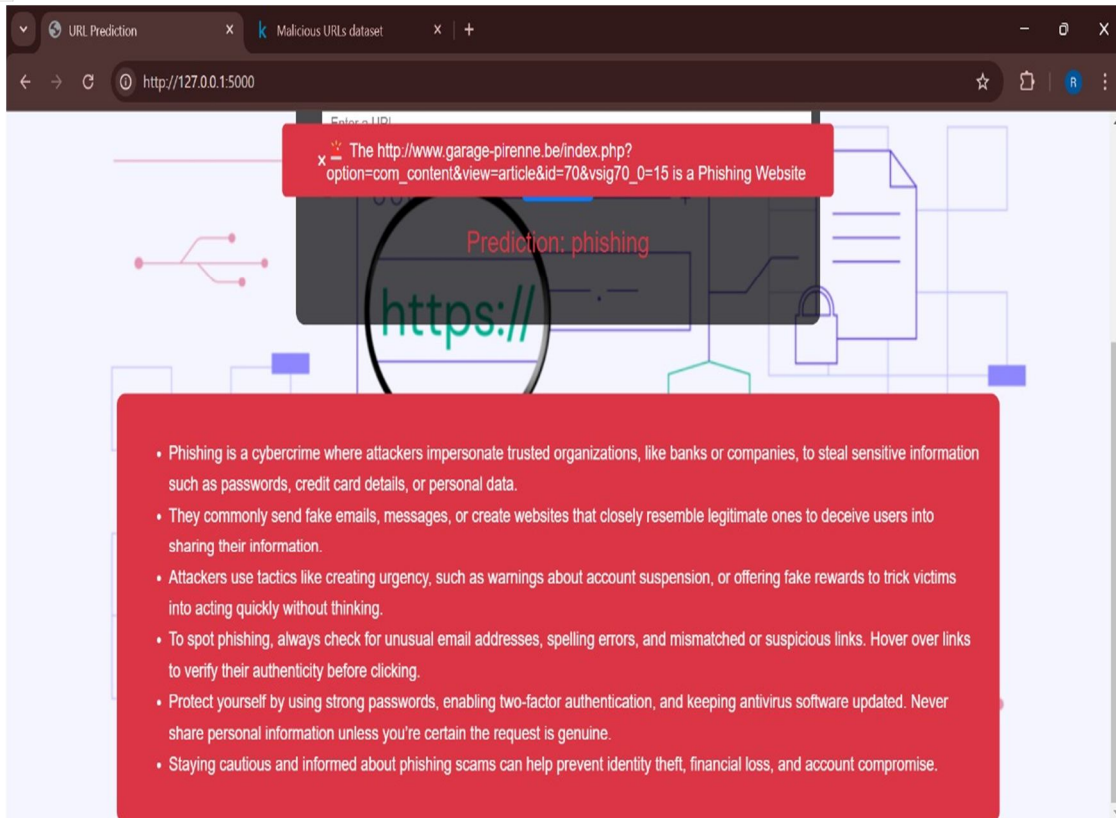 URL Prediction
k Malicious URLs dataset
http://127.0.0.1:5000
R
Enter a URL
The http://www.garage-pirenne.be/index.php?
option=com_content&view=article&id=70&vsig70_0=15 is a Phishing Website
Prediction: phishing
https://
• Phishing is a cybercrime where attackers impersonate trusted organizations, like banks or companies, to steal sensitive information
such as passwords, credit card details, or personal data.
• They commonly send fake emails, messages, or create websites that closely resemble legitimate ones to deceive users into
sharing their information.
• Attackers use tactics like creating urgency, such as warnings about account suspension, or offering fake rewards to trick victims
into acting quickly without thinking.
• To spot phishing, always check for unusual email addresses, spelling errors, and mismatched or suspicious links. Hover over links
to verify their authenticity before clicking.
• Protect yourself by using strong passwords, enabling two-factor authentication, and keeping antivirus software updated. Never
share personal information unless you're certain the request is genuine.
• Staying cautious and informed about phishing scams can help prevent identity theft, financial loss, and account compromise.